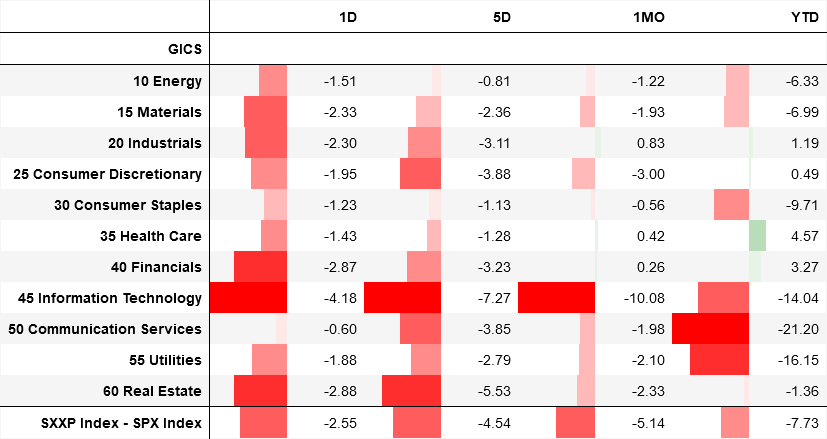 1D 5D 1MO YTD
GICS
10 Energy -1.51 -0.81 -1.22 -6.33
15 Materials -2.33 -2.36 -1.93 -6.99
20 Industrials -2.30 -3.11 0.83 1.19
25 Consumer Discretionary -1.95 -3.88 -3.00 0.49
30 Consumer Staples -1.23 -1.13 -0.56 -9.71
35 Health Care -1.43 -1.28 0.42 4.57
40 Financials -2.87 -3.23 0.26 3.27
45 Information Technology -4.18 -7.27 -10.08 -14.04
50 Communication Services -0.60 -3.85 -1.98 -21.20
55 Utilities -1.88 -2.79 -2.10 -16.15
60 Real Estate -2.88 -5.53 -2.33 -1.36
SXXP Index - SPX Index -2.55 -4.54 -5.14 -7.73